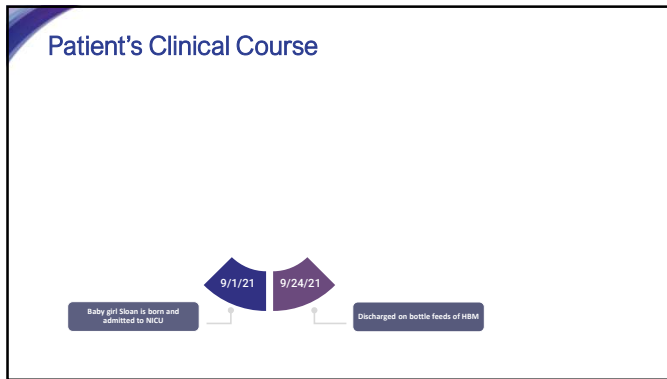 Patient's Clinical Course
9/1/21
9/24/21
Baby girl Sloan is born and
admitted to NICU
Discharged on bottle feeds of HBM